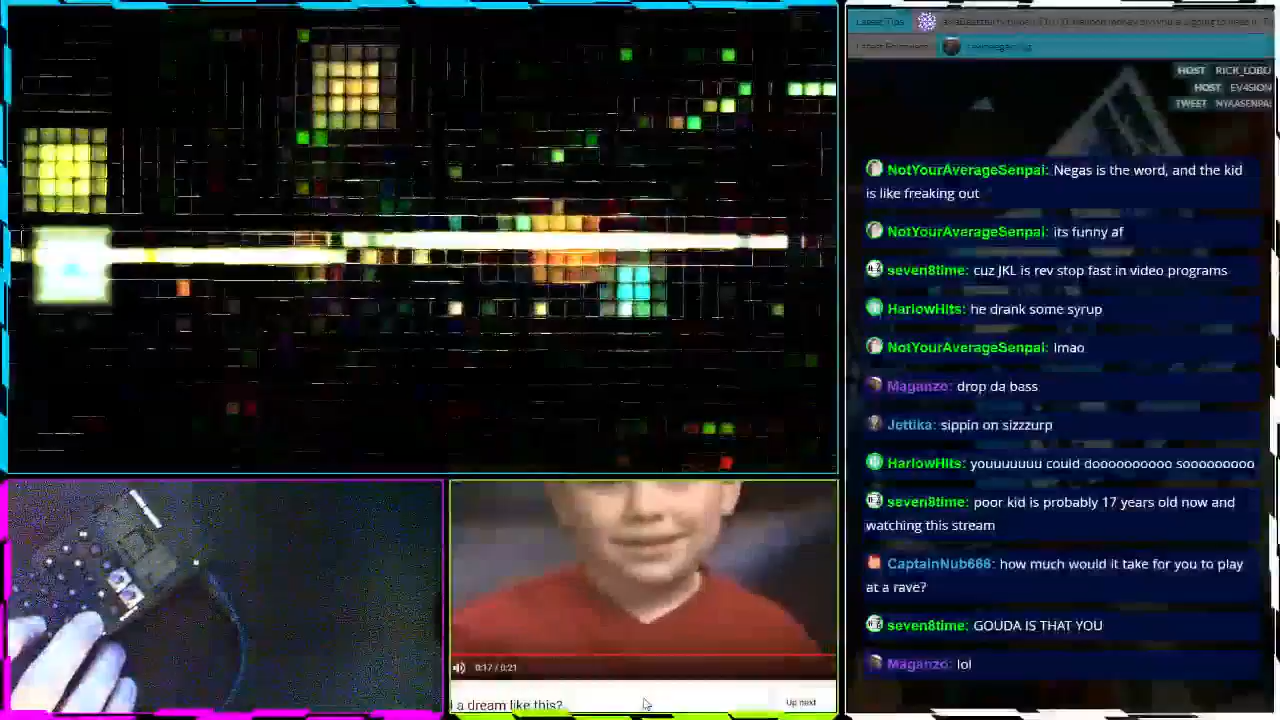 Latest Tips
HOST RICK_LOBO
HOST EV4SION
TWEET NYAASENPAI
NotYourAverageSenpai: Negas is the word, and the kid
is like freaking out
NotYourAverageSenpai: its funny af
seven8time: cuz JKL is rev stop fast in video programs
HarlowHits: he drank some syrup
NotYourAverageSenpai: lmao
Maganzo: drop da bass
Jettika: sippin on sizzzurp
HarlowHits: youuuuuuu could doooooooooo sooooooooo
seven8time: poor kid is probably 17 years old now and
watching this stream
CaptainNub666: how much would it take for you to play
at a rave?
seven8time: GOUDA IS THAT YOU
Maganzo: lol
0:17 / 0:21
a dream like this?
Up next